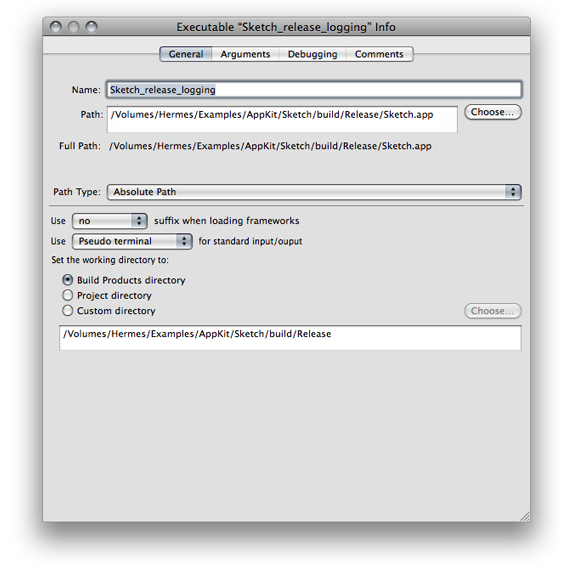 Executable “Sketch_release_logging” Info
General Arguments Debugging Comments
Name: Sketch_release_logging
Path: /Volumes/Hermes/Examples/AppKit/Sketch/build/Release/Sketch.app Choose...
Full Path: /Volumes/Hermes/Examples/AppKit/Sketch/build/Release/Sketch.app
Path Type: Absolute Path
Use no suffix when loading frameworks
Use Pseudo terminal for standard input/ouput
Set the working directory to:
Build Products directory
Project directory
Custom directory Choose...
/Volumes/Hermes/Examples/AppKit/Sketch/build/Release